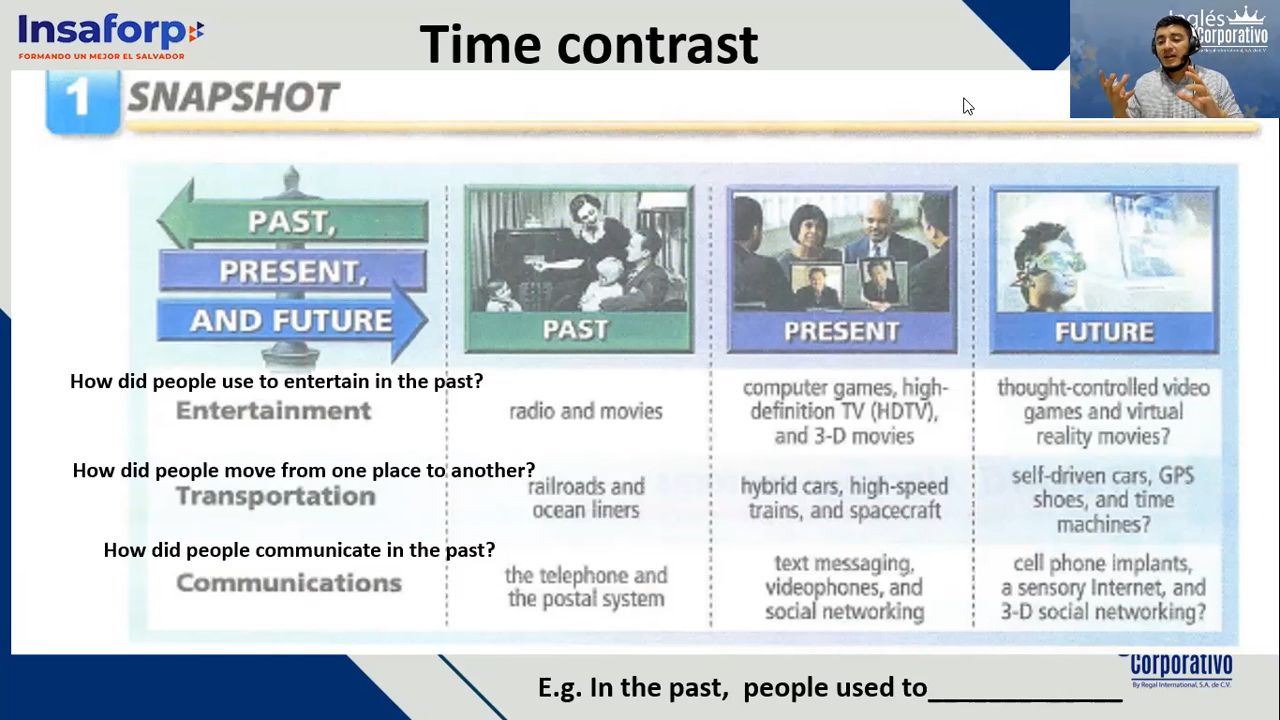 Insaforp
FORMANDO UN MEJOR EL SALVADOR
Time contrast
Inglés
Corporativo
1 SNAPSHOT
PAST,
PRESENT,
AND FUTURE
PAST
PRESENT
FUTURE
How did people use to entertain in the past?
Entertainment
radio and movies
computer games, high-
definition TV (HDTV),
and 3-D movies
thought-controlled video
games and virtual
reality movies?
How did people move from one place to another?
Transportation
railroads and
ocean liners
hybrid cars, high-speed
trains, and spacecraft
self-driven cars, GPS
shoes, and time
machines?
How did people communicate in the past?
Communications
the telephone and
the postal system
text messaging,
videophones, and
social networking
cell phone implants,
a sensory Internet, and
3-D social networking?
Corporativo
By Regal International, S.A. de C.V.
E.g. In the past, people used to______________